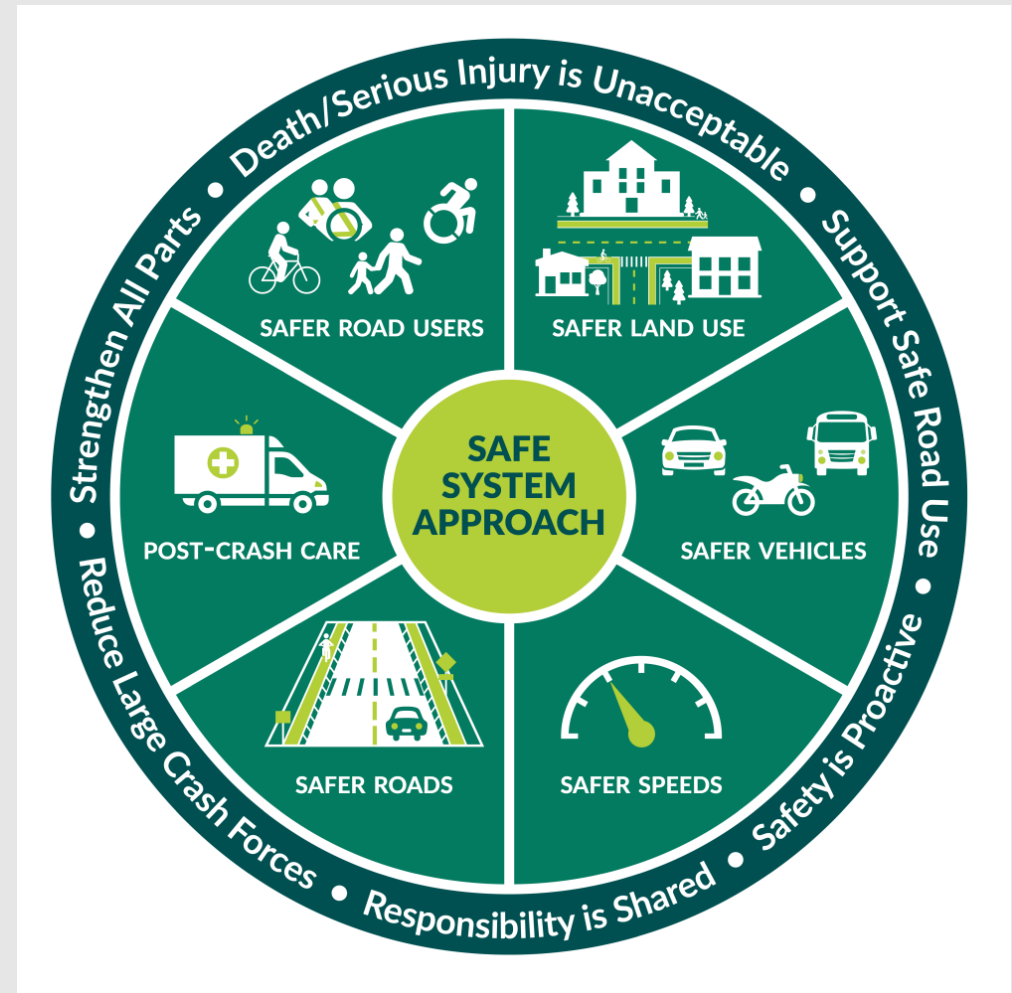 Death/Serious Injury is Unacceptable
•
Support Safe Road Use
•
Safety is Proactive
•
Responsibility is Shared
•
Reduce Large Crash Forces
•
Strengthen All Parts
•
SAFER ROAD USERS
SAFER LAND USE
SAFE
SYSTEM
APPROACH
POST-CRASH CARE
SAFER VEHICLES
SAFER ROADS
SAFER SPEEDS